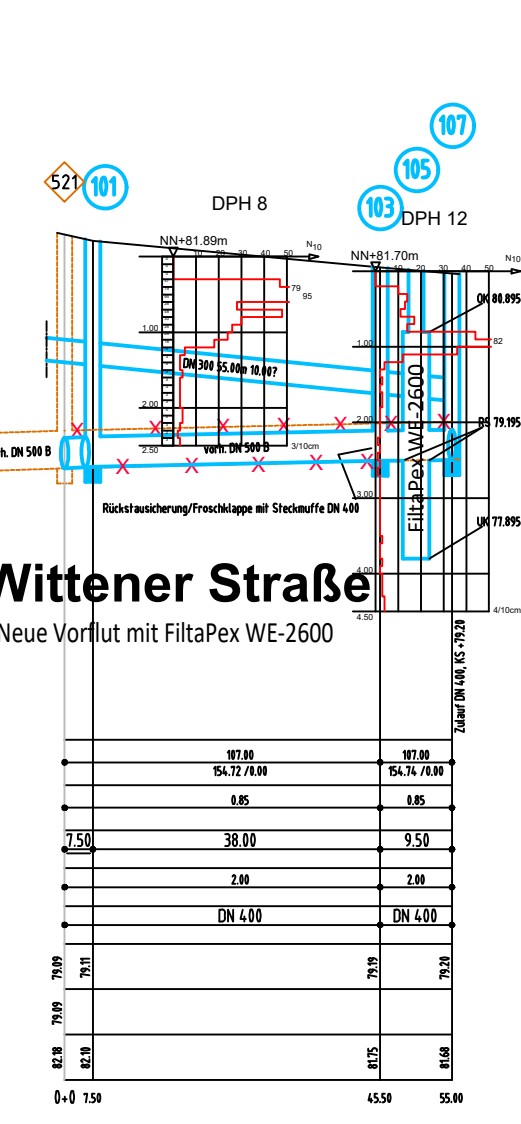 107
105
521
101
103
DPH 8
DPH 12
NN+81.89m
N10
NN+81.70m
N10
10 20 30 40 50
10 20 30 40 50
79
95
OK 80.895
1.00
1.00
82
DN 300 55.00m 10.00?
2.00
2.00
FiltaPex WE-2600
DS 79.195
h. DN 500 B
vorh. DN 500 B
2.50
3/10cm
3.00
Rückstausicherung/Froschklappe mit Steckmuffe DN 400
UK 77.895
4.00
Wittener Straße
4.50
4/10cm
Neue Vorflut mit FiltaPex WE-2600
Zulauf DN 400, KS +79.20
107.00 107.00
154.72 /0.00 154.74 /0.00
0.85 0.85
7.50 38.00 9.50
2.00 2.00
DN 400 DN 400
79.09 79.11 79.19 79.20
79.09
82.18 82.10 81.75 81.68
0+0 7.50 45.50 55.00